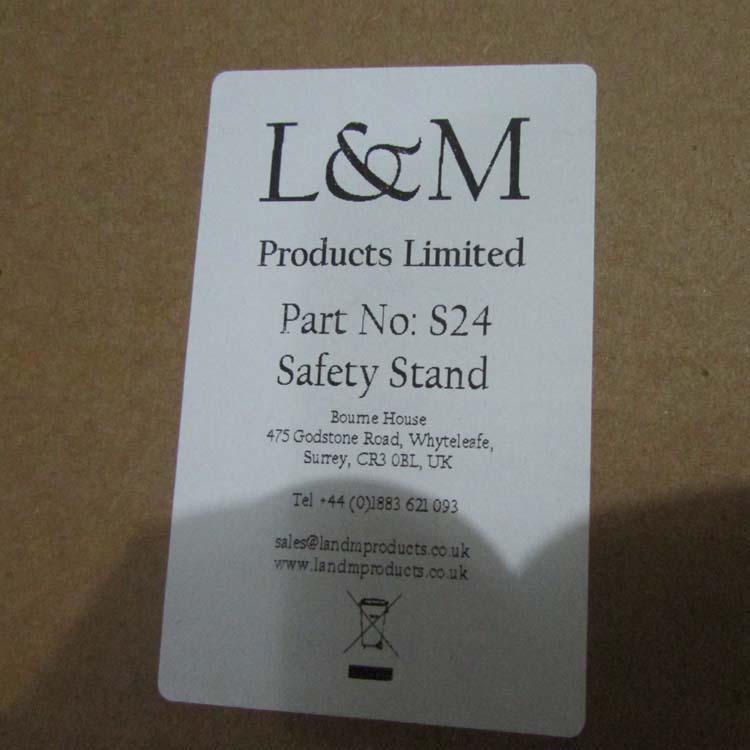 L&M
Products Limited
Part No: S24
Safety Stand
Bourne House
475 Godstone Road, Whyteleafe,
Surrey, CR3 0BL, UK
Tel +44 (0)1883 621 093
sales@landmproducts.co.uk
www.landmproducts.co.uk